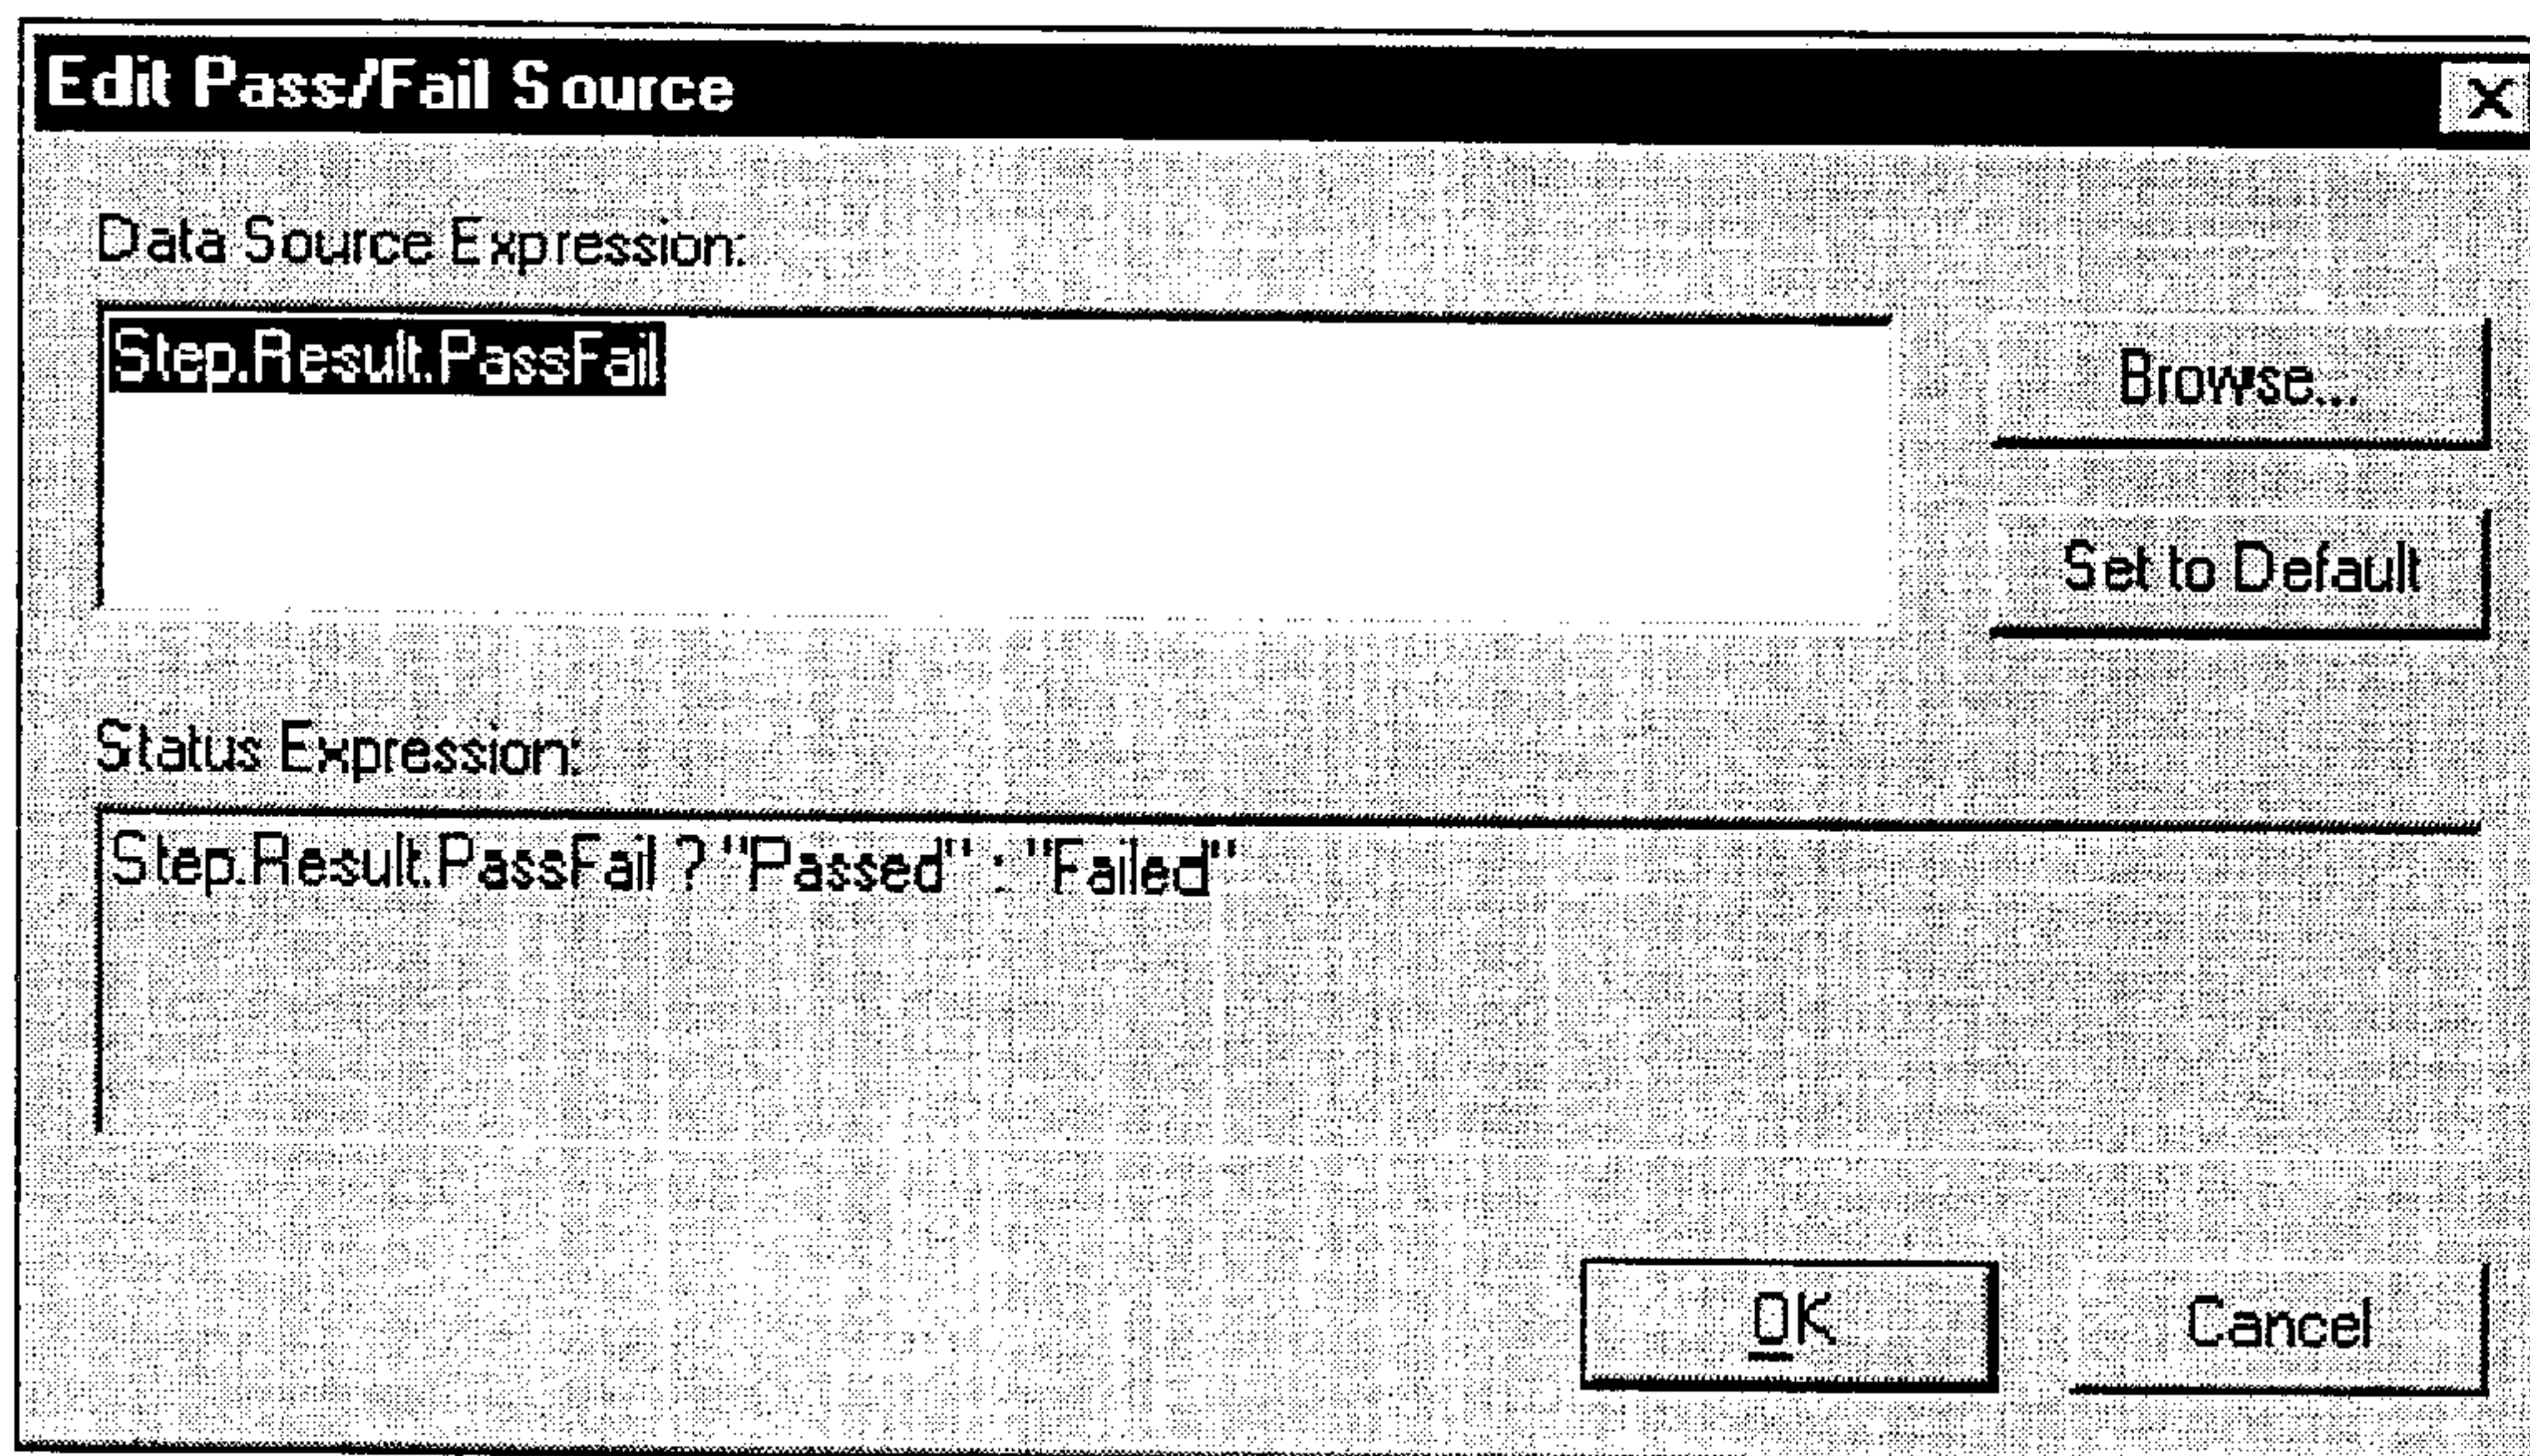 Edit Pass/Fail Source
Data Source Expression:
Step.Result.PassFail
Browse...
Set to Default
Status Expression:
Step.Result.PassFail ? "Passed" : "Failed"
OK
Cancel